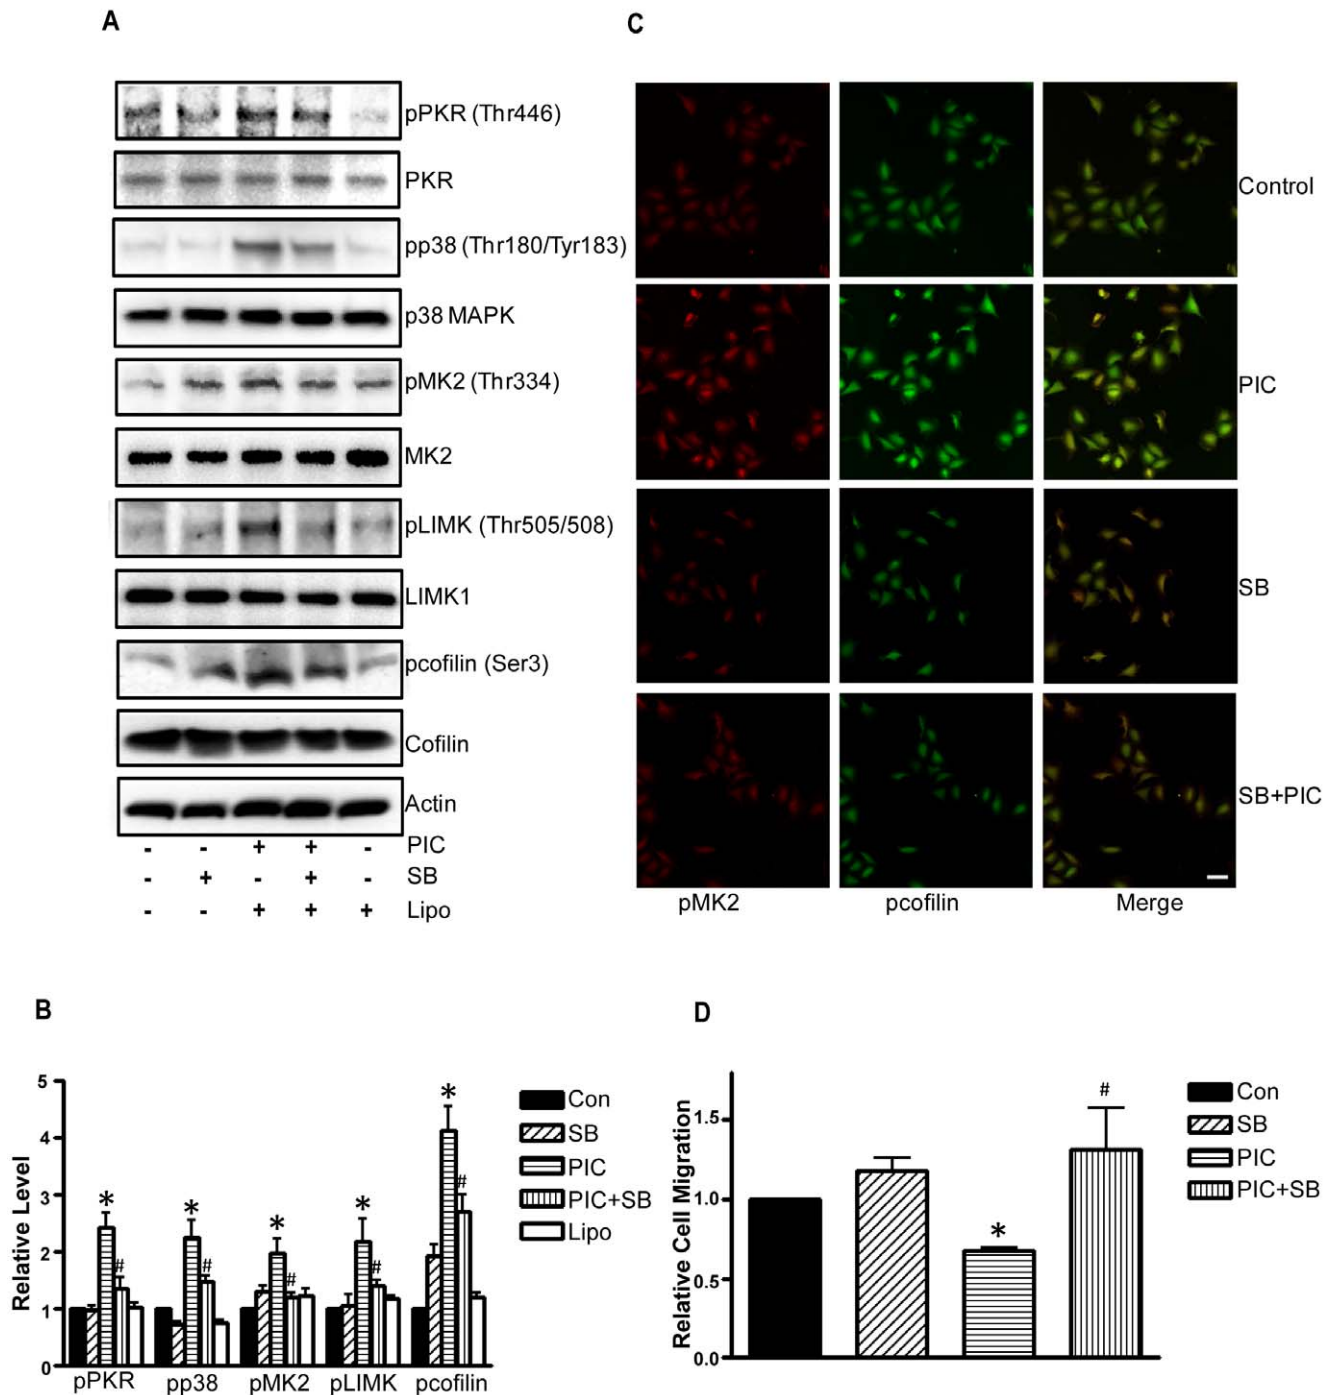 A
pPKR (Thr446)
PKR
pp38 (Thr180/Tyr183)
p38 MAPK
pMK2 (Thr334)
MK2
pLIMK (Thr505/508)
LIMK1
pcofilin (Ser3)
Cofilin
Actin
- - + + - PIC
- + - + - SB
- - + + + Lipo
C
Control
PIC
SB
SB+PIC
pMK2 pcofilin Merge
B
Relative Level
5
4
3
2
1
0
* # * # * # * # * #
pPKR pp38 pMK2 pLIMK pcofilin
Con
SB
PIC
PIC+SB
Lipo
D
Relative Cell Migration
1.5
1.0
0.5
0.0
*
#
Con
SB
PIC
PIC+SB